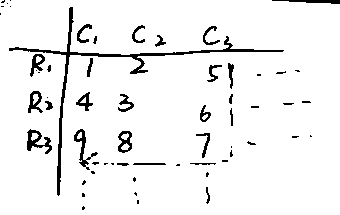 C₁ C₂ C₃
R₁ 1 2 5
R₂ 4 3 6
R₃ 9 8 7